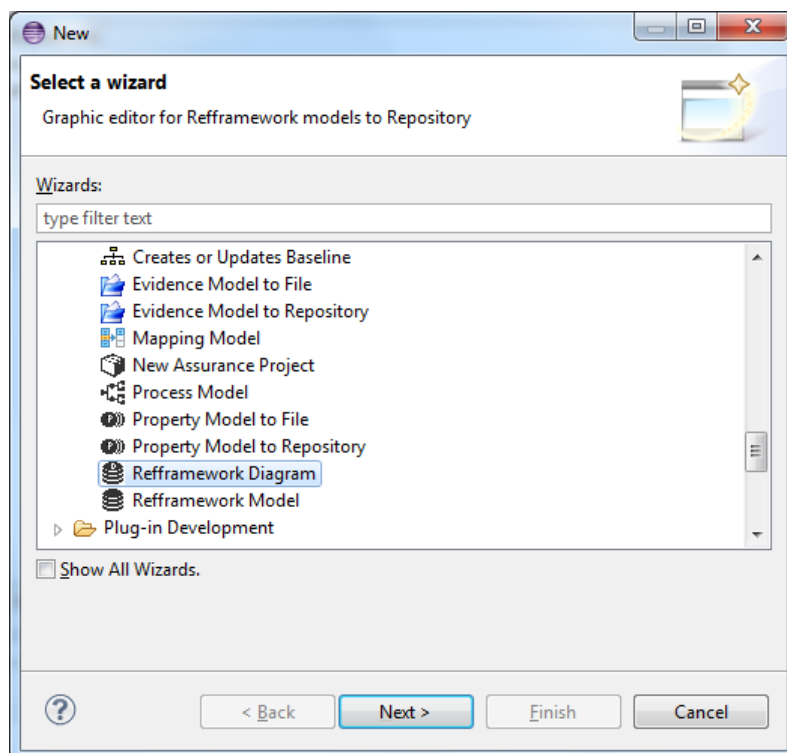 New
Select a wizard
Graphic editor for Refframework models to Repository
Wizards:
type filter text
Creates or Updates Baseline
Evidence Model to File
Evidence Model to Repository
Mapping Model
New Assurance Project
Process Model
Property Model to File
Property Model to Repository
Refframework Diagram
Refframework Model
Plug-in Development
Show All Wizards.
< Back Next > Finish Cancel